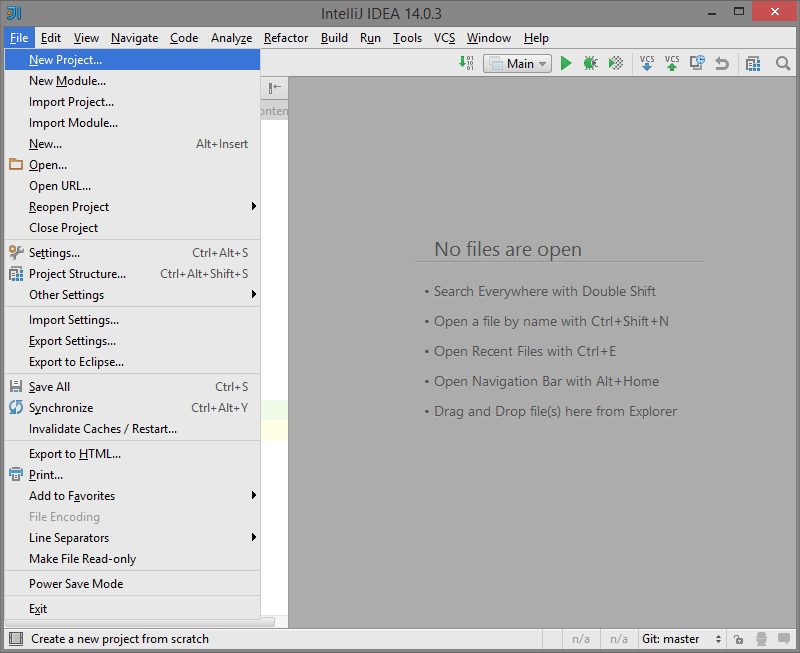 IntelliJ IDEA 14.0.3
File Edit View Navigate Code Analyze Refactor Build Run Tools VCS Window Help
New Project...
Main
VCS VCS
New Module...
Import Project...
Import Module...
New... Alt+Insert
Open...
Open URL...
Reopen Project
Close Project
Settings... Ctrl+Alt+S
Project Structure... Ctrl+Alt+Shift+S
Other Settings
Import Settings...
Export Settings...
Export to Eclipse...
Save All Ctrl+S
Synchronize Ctrl+Alt+Y
Invalidate Caches / Restart...
Export to HTML...
Print...
Add to Favorites
File Encoding
Line Separators
Make File Read-only
Power Save Mode
Exit
No files are open
• Search Everywhere with Double Shift
• Open a file by name with Ctrl+Shift+N
• Open Recent Files with Ctrl+E
• Open Navigation Bar with Alt+Home
• Drag and Drop file(s) here from Explorer
Create a new project from scratch n/a n/a Git: master